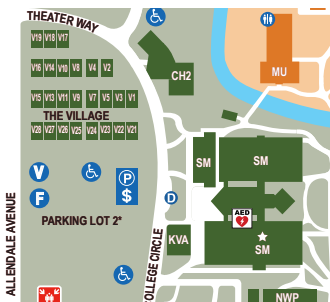 THEATER WAY
V19 V18 V17
V16 V14 V10 V8 V4 V2
CH2
MU
V15 V13 V11 V9 V7 V5 V3 V1
THE VILLAGE
V28 V27 V26 V25 V24 V23 V22 V21
SM
SM
V
P
$
F
D
AED
PARKING LOT 2*
KVA
SM
ALLENDALE AVENUE
COLLEGE CIRCLE
NWP